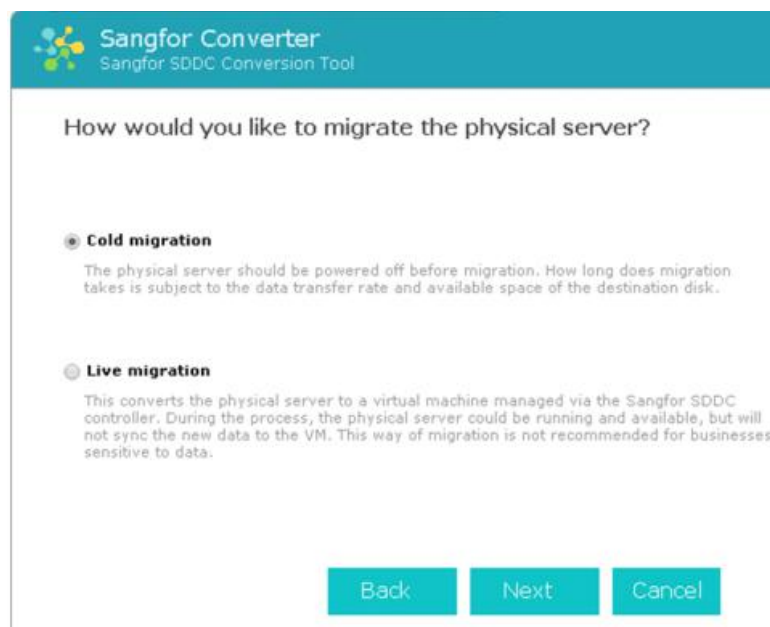 Sangfor Converter
Sangfor SDDC Conversion Tool
How would you like to migrate the physical server?
Cold migration
The physical server should be powered off before migration. How long does migration
takes is subject to the data transfer rate and available space of the destination disk.
Live migration
This converts the physical server to a virtual machine managed via the Sangfor SDDC
controller. During the process, the physical server could be running and available, but will
not sync the new data to the VM. This way of migration is not recommended for businesses
sensitive to data.
Back Next Cancel